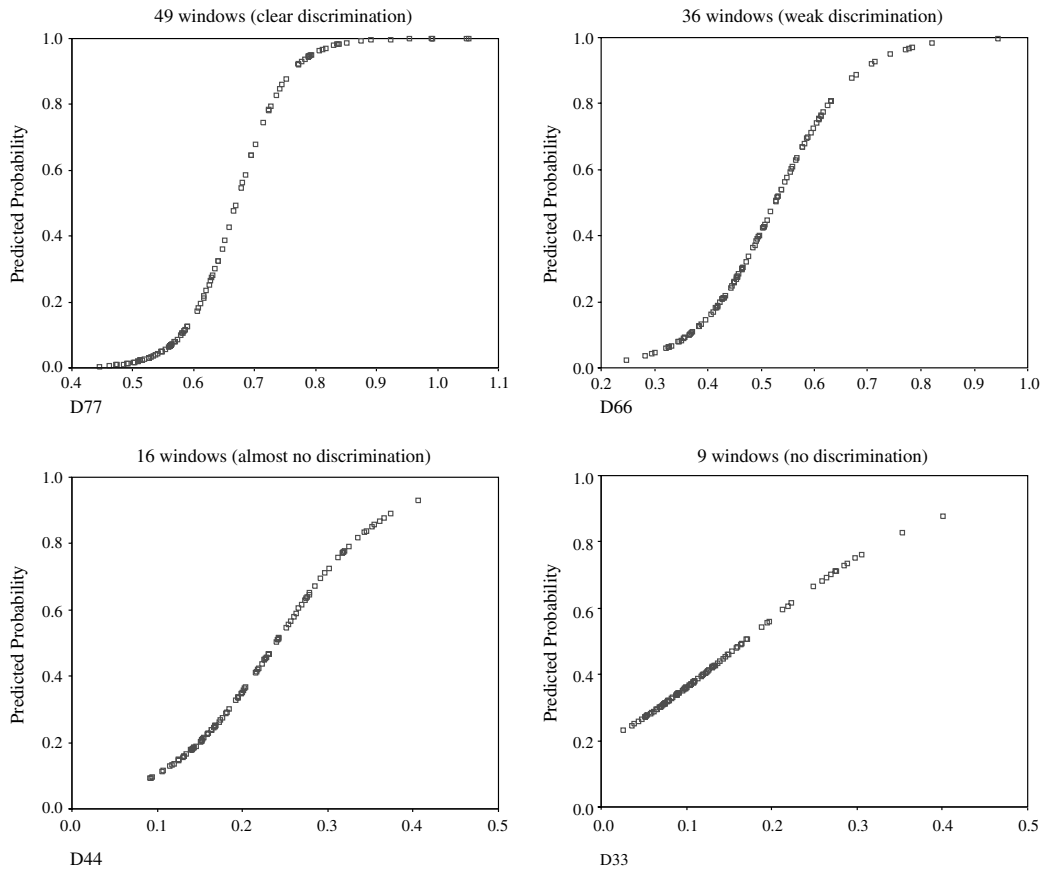 49 windows (clear discrimination)
Predicted Probability
1.0
0.8
0.6
0.4
0.2
0.0
0.4 0.5 0.6 0.7 0.8 0.9 1.0 1.1
D77
36 windows (weak discrimination)
Predicted Probability
1.0
0.8
0.6
0.4
0.2
0.0
0.2 0.3 0.4 0.5 0.6 0.7 0.8 0.9 1.0
D66
16 windows (almost no discrimination)
Predicted Probability
1.0
0.8
0.6
0.4
0.2
0.0
0.0 0.1 0.2 0.3 0.4 0.5
D44
9 windows (no discrimination)
Predicted Probability
1.0
0.8
0.6
0.4
0.2
0.0
0.0 0.1 0.2 0.3 0.4 0.5
D33